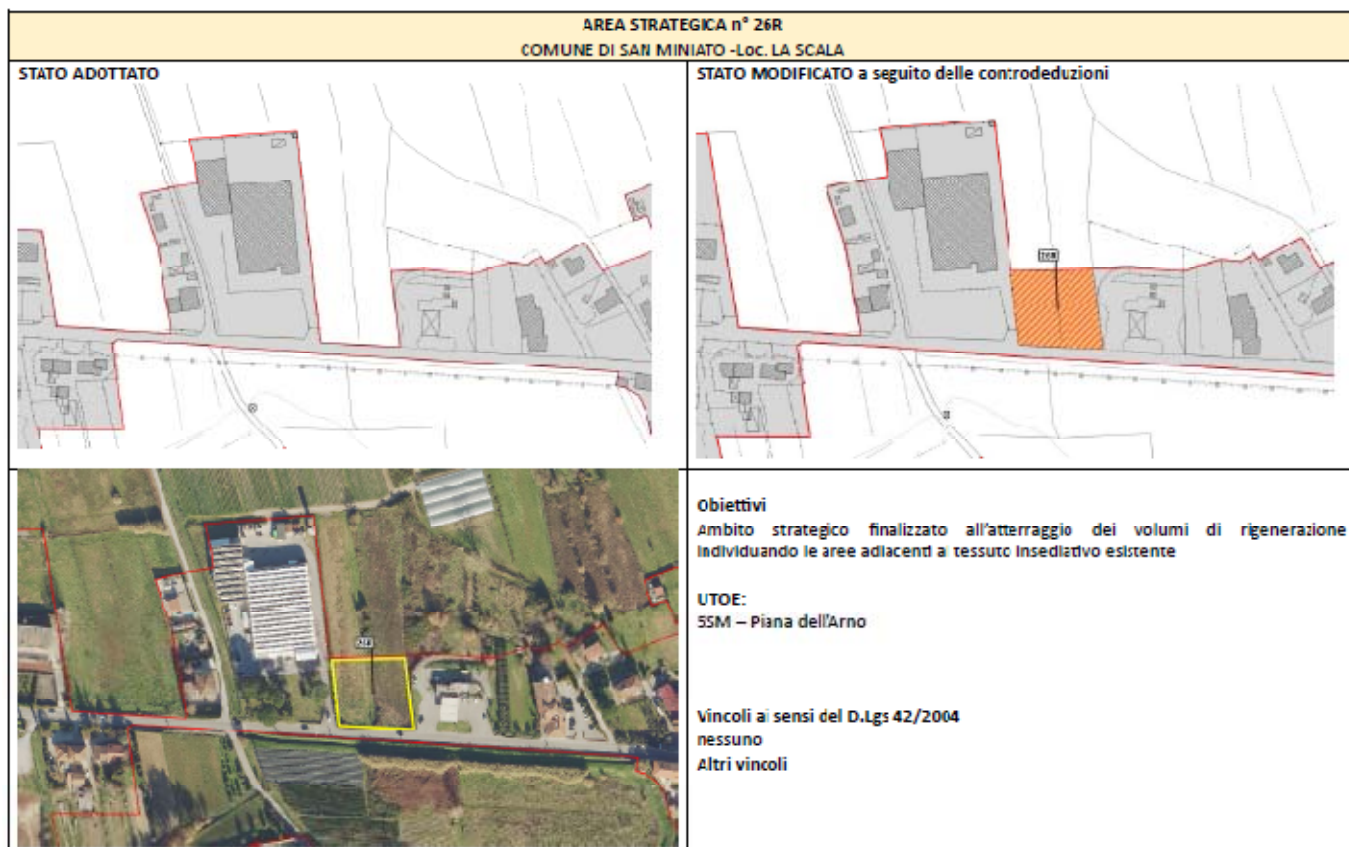 AREA STRATEGICA n° 26R
COMUNE DI SAN MINIATO -Loc. LA SCALA
STATO ADOTTATO
STATO MODIFICATO a seguito delle controdeduzioni
26R
26R
Obiettivi
Ambito strategico finalizzato all'atterraggio dei volumi di rigenerazione
individuando le aree adiacenti al tessuto insediativo esistente
UTOE:
5SM – Piana dell'Arno
Vincoli ai sensi del D.Lgs 42/2004
nessuno
Altri vincoli